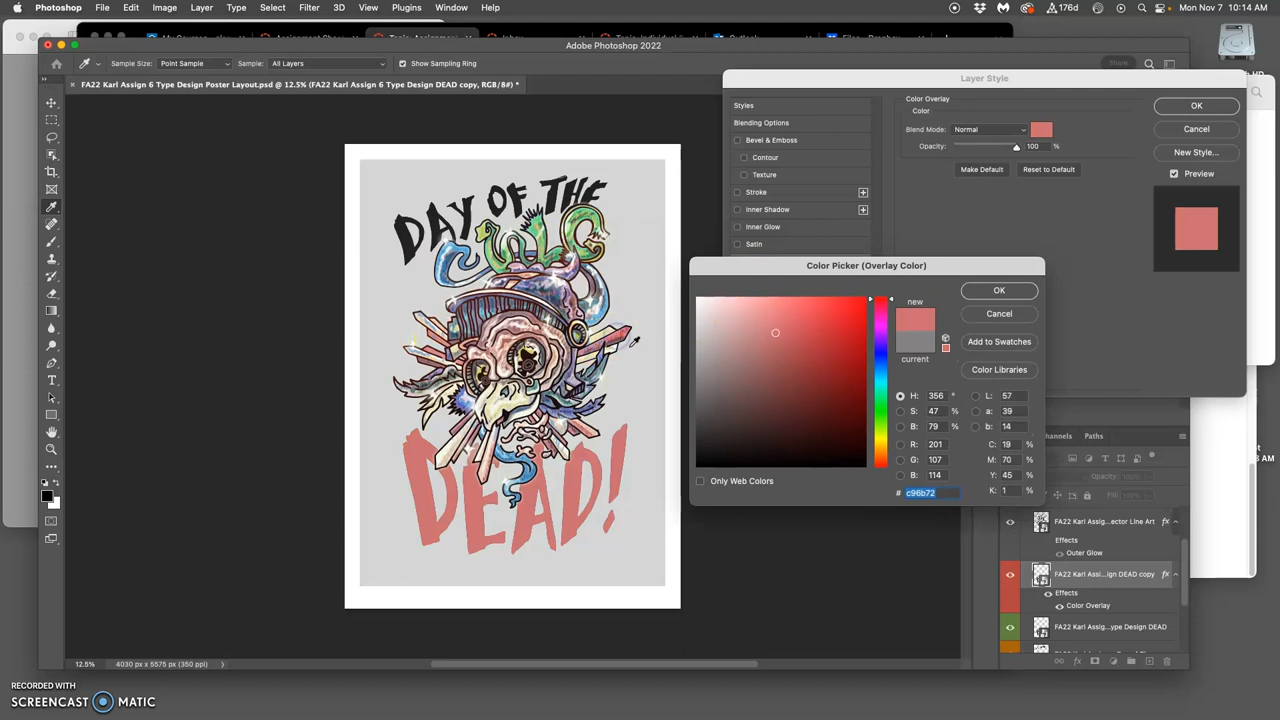 Photoshop File Edit Image Layer Type Select Filter 3D View Plugins Window Help 176d Mon Nov 7 10:14 AM
Adobe Photoshop 2022
Sample Size: Point Sample Sample: All Layers Show Sampling Ring Share
× FA22 Karl Assign 6 Type Design Poster Layout.psd @ 12.5% (FA22 Karl Assign 6 Type Design DEAD copy, RGB/8#) *
DAY OF THE
DEAD!
Layer Style
Styles
Blending Options
Bevel & Emboss
Contour
Texture
Stroke
Inner Shadow
Inner Glow
Satin
Color Overlay
Color
Blend Mode: Normal
Opacity: 100 %
Make Default Reset to Default
OK
Cancel
New Style...
Preview
Color Picker (Overlay Color)
new
current
OK
Cancel
Add to Swatches
Color Libraries
H: 356 °
S: 47 %
B: 79 %
R: 201
G: 107
B: 114
# c96b72
L: 57
a: 39
b: 14
C: 19 %
M: 70 %
Y: 45 %
K: 1 %
Only Web Colors
Paths
Opacity:
Fill:
FA22 Karl Assig...ector Line Art
Effects
Outer Glow
FA22 Karl Assi...ign DEAD copy fx
Effects
Color Overlay
FA22 Karl Assig...ype Design DEAD
12.5% 4030 px x 5575 px (350 ppi)
RECORDED WITH
SCREENCAST MATIC